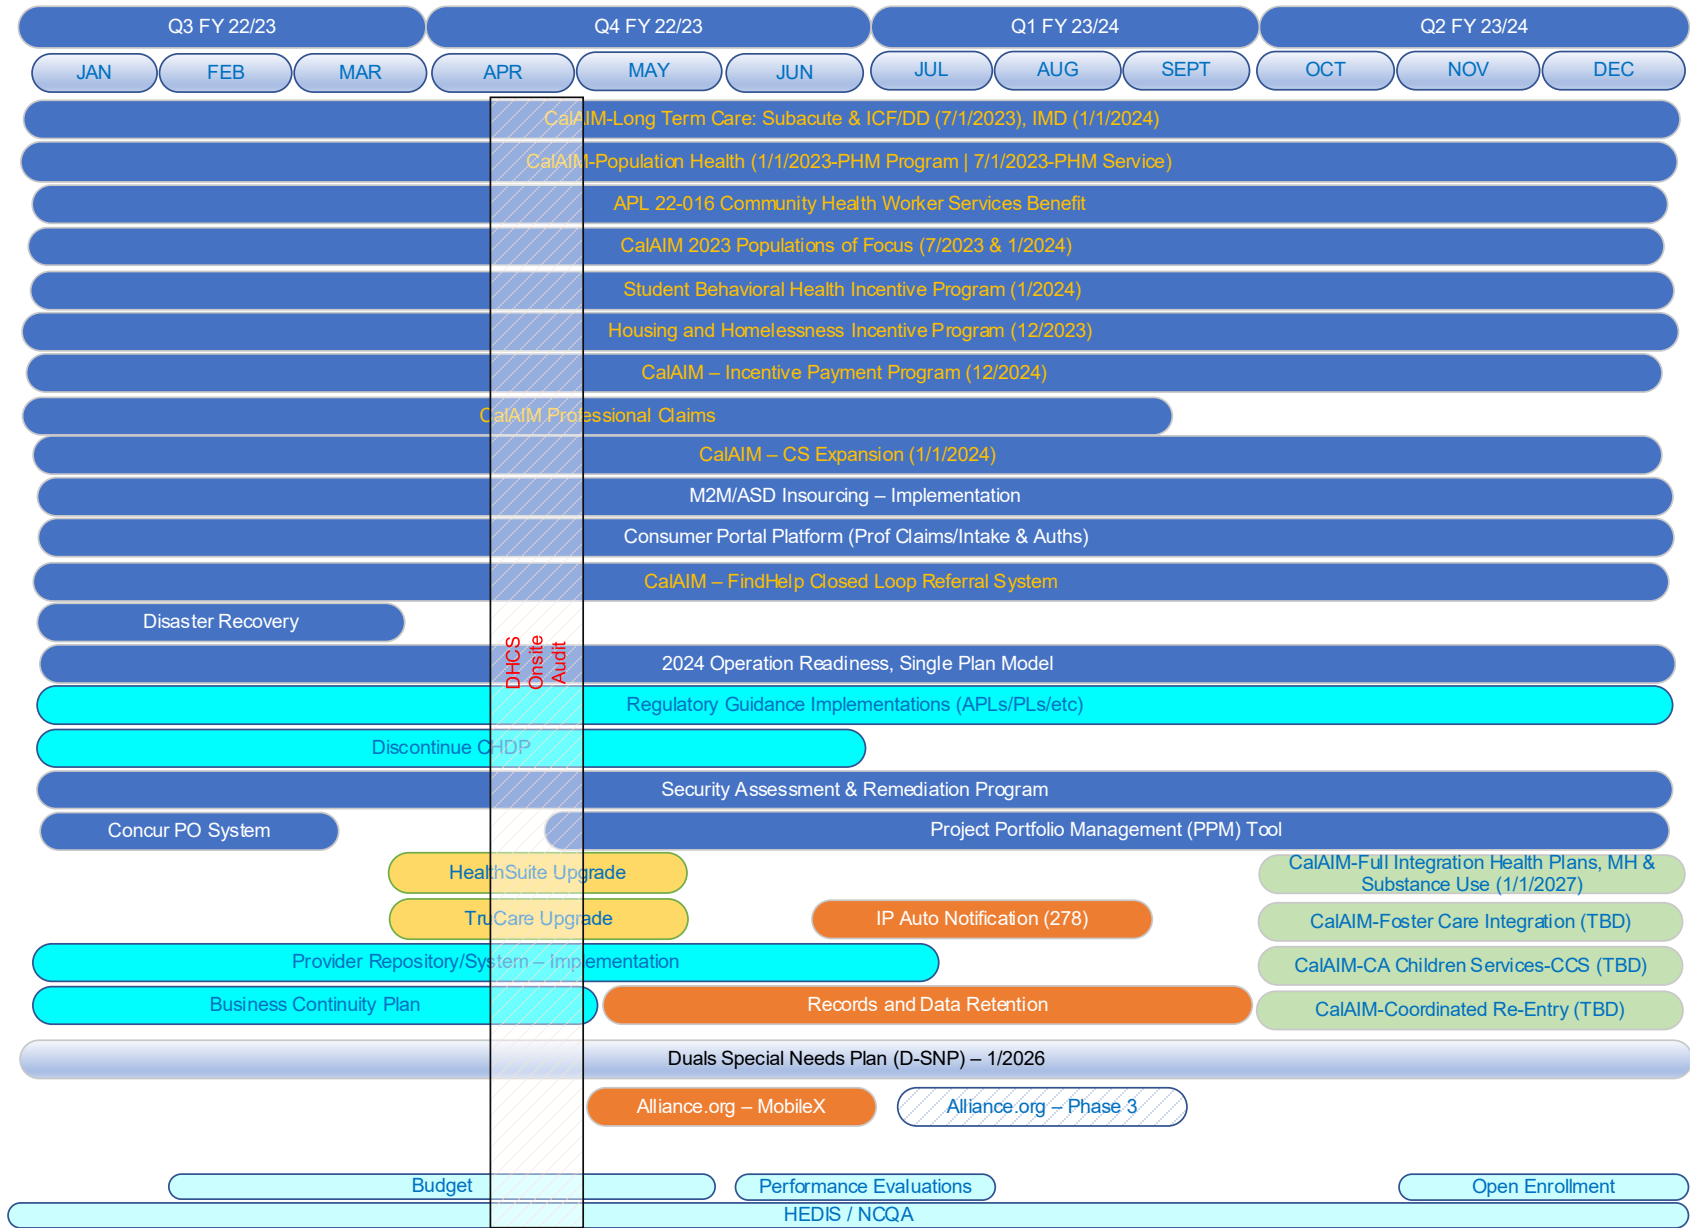 Q3 FY 22/23
Q4 FY 22/23
Q1 FY 23/24
Q2 FY 23/24
JAN
FEB
MAR
APR
MAY
JUN
JUL
AUG
SEPT
OCT
NOV
DEC
CalAIM-Long Term Care: Subacute & ICF/DD (7/1/2023), IMD (1/1/2024)
CalAIM-Population Health (1/1/2023-PHM Program | 7/1/2023-PHM Service)
APL 22-016 Community Health Worker Services Benefit
CalAIM 2023 Populations of Focus (7/2023 & 1/2024)
Student Behavioral Health Incentive Program (1/2024)
Housing and Homelessness Incentive Program (12/2023)
CalAIM – Incentive Payment Program (12/2024)
CalAIM Professional Claims
CalAIM – CS Expansion (1/1/2024)
M2M/ASD Insourcing – Implementation
Consumer Portal Platform (Prof Claims/Intake & Auths)
CalAIM – FindHelp Closed Loop Referral System
Disaster Recovery
DHCS
Onsite
Audit
2024 Operation Readiness, Single Plan Model
Regulatory Guidance Implementations (APLs/PLs/etc)
Discontinue CHDP
Security Assessment & Remediation Program
Concur PO System
Project Portfolio Management (PPM) Tool
HealthSuite Upgrade
CalAIM-Full Integration Health Plans, MH &
Substance Use (1/1/2027)
TruCare Upgrade
IP Auto Notification (278)
CalAIM-Foster Care Integration (TBD)
Provider Repository/System – Implementation
CalAIM-CA Children Services-CCS (TBD)
Business Continuity Plan
Records and Data Retention
CalAIM-Coordinated Re-Entry (TBD)
Duals Special Needs Plan (D-SNP) – 1/2026
Alliance.org – MobileX
Alliance.org – Phase 3
Budget
Performance Evaluations
Open Enrollment
HEDIS / NCQA